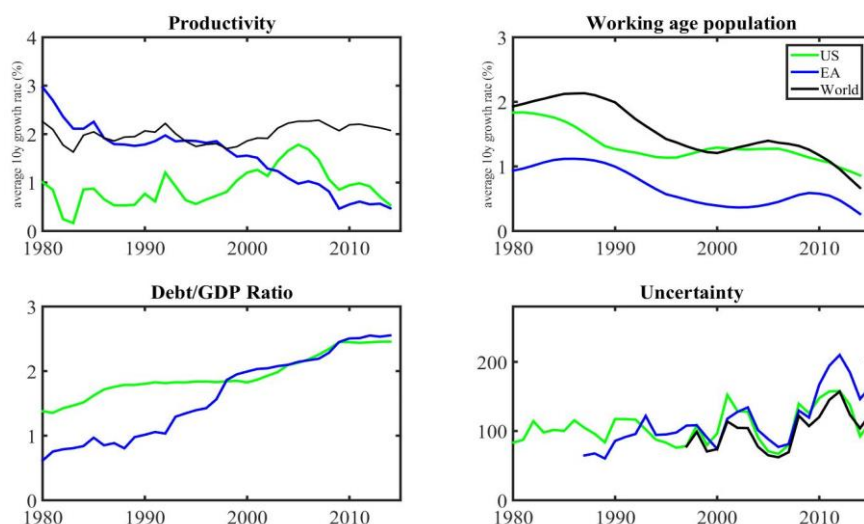 Productivity
average 10y growth rate (%)
4
3
2
1
0
1980 1990 2000 2010
Working age population
average 10y growth rate (%)
3
2
1
0
US
EA
World
1980 1990 2000 2010
Debt/GDP Ratio
3
2
1
0
1980 1990 2000 2010
Uncertainty
200
100
0
1980 1990 2000 2010